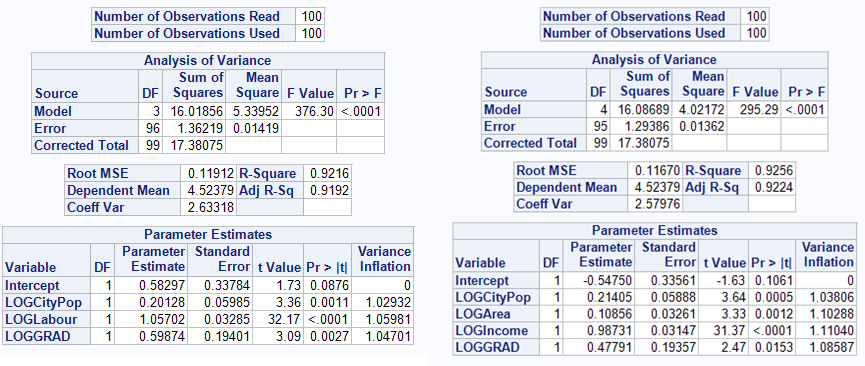 Number of Observations Read 100
Number of Observations Used 100
Analysis of Variance
Sum of Mean
Source DF Squares Square F Value Pr > F
Model 3 16.01856 5.33952 376.30 <.0001
Error 96 1.36219 0.01419
Corrected Total 99 17.38075
Root MSE 0.11912 R-Square 0.9216
Dependent Mean 4.52379 Adj R-Sq 0.9192
Coeff Var 2.63318
Parameter Estimates
Parameter Standard Variance
Variable DF Estimate Error t Value Pr > |t| Inflation
Intercept 1 0.58297 0.33784 1.73 0.0876 0
LOGCityPop 1 0.20128 0.05985 3.36 0.0011 1.02932
LOGLabour 1 1.05702 0.03285 32.17 <.0001 1.05981
LOGGRAD 1 0.59874 0.19401 3.09 0.0027 1.04701
Number of Observations Read 100
Number of Observations Used 100
Analysis of Variance
Sum of Mean
Source DF Squares Square F Value Pr > F
Model 4 16.08689 4.02172 295.29 <.0001
Error 95 1.29386 0.01362
Corrected Total 99 17.38075
Root MSE 0.11670 R-Square 0.9256
Dependent Mean 4.52379 Adj R-Sq 0.9224
Coeff Var 2.57976
Parameter Estimates
Parameter Standard Variance
Variable DF Estimate Error t Value Pr > |t| Inflation
Intercept 1 -0.54750 0.33561 -1.63 0.1061 0
LOGCityPop 1 0.21405 0.05888 3.64 0.0005 1.03806
LOGArea 1 0.10856 0.03261 3.33 0.0012 1.10288
LOGIncome 1 0.98731 0.03147 31.37 <.0001 1.11040
LOGGRAD 1 0.47791 0.19357 2.47 0.0153 1.08587